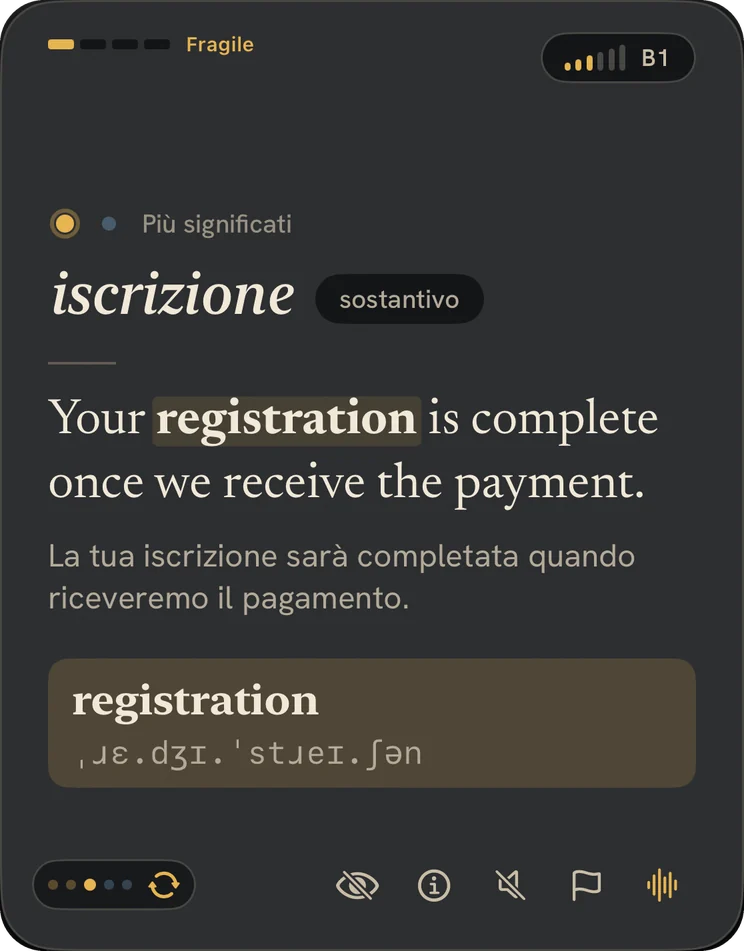 Fragile
B1
Più significati
iscrizione sostantivo
Your registration is complete
once we receive the payment.
La tua iscrizione sarà completata quando
riceveremo il pagamento.
registration
ˌɹɛ.dʒɪ.ˈstɹeɪ.ʃən